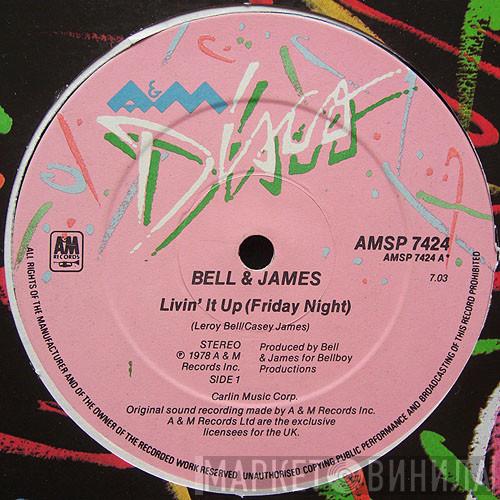 A&M
Disco
A&M
RECORDS
AMSP 7424
AMSP 7424 A*
7.03
BELL & JAMES
Livin' It Up (Friday Night)
(Leroy Bell/Casey James)
STEREO
℗ 1978 A & M
Records Inc.
SIDE 1
Produced by Bell
& James for Bellboy
Productions
Carlin Music Corp.
Original sound recording made by A & M Records Inc.
A & M Records Ltd are the exclusive
licensees for the UK.
ALL RIGHTS OF THE MANUFACTURER AND OF THE OWNER OF THE RECORDED WORK RESERVED. UNAUTHORISED COPYING PUBLIC PERFORMANCE AND BROADCASTING OF THIS RECORD PROHIBITED
МАРКЕТ ВИНИЛА